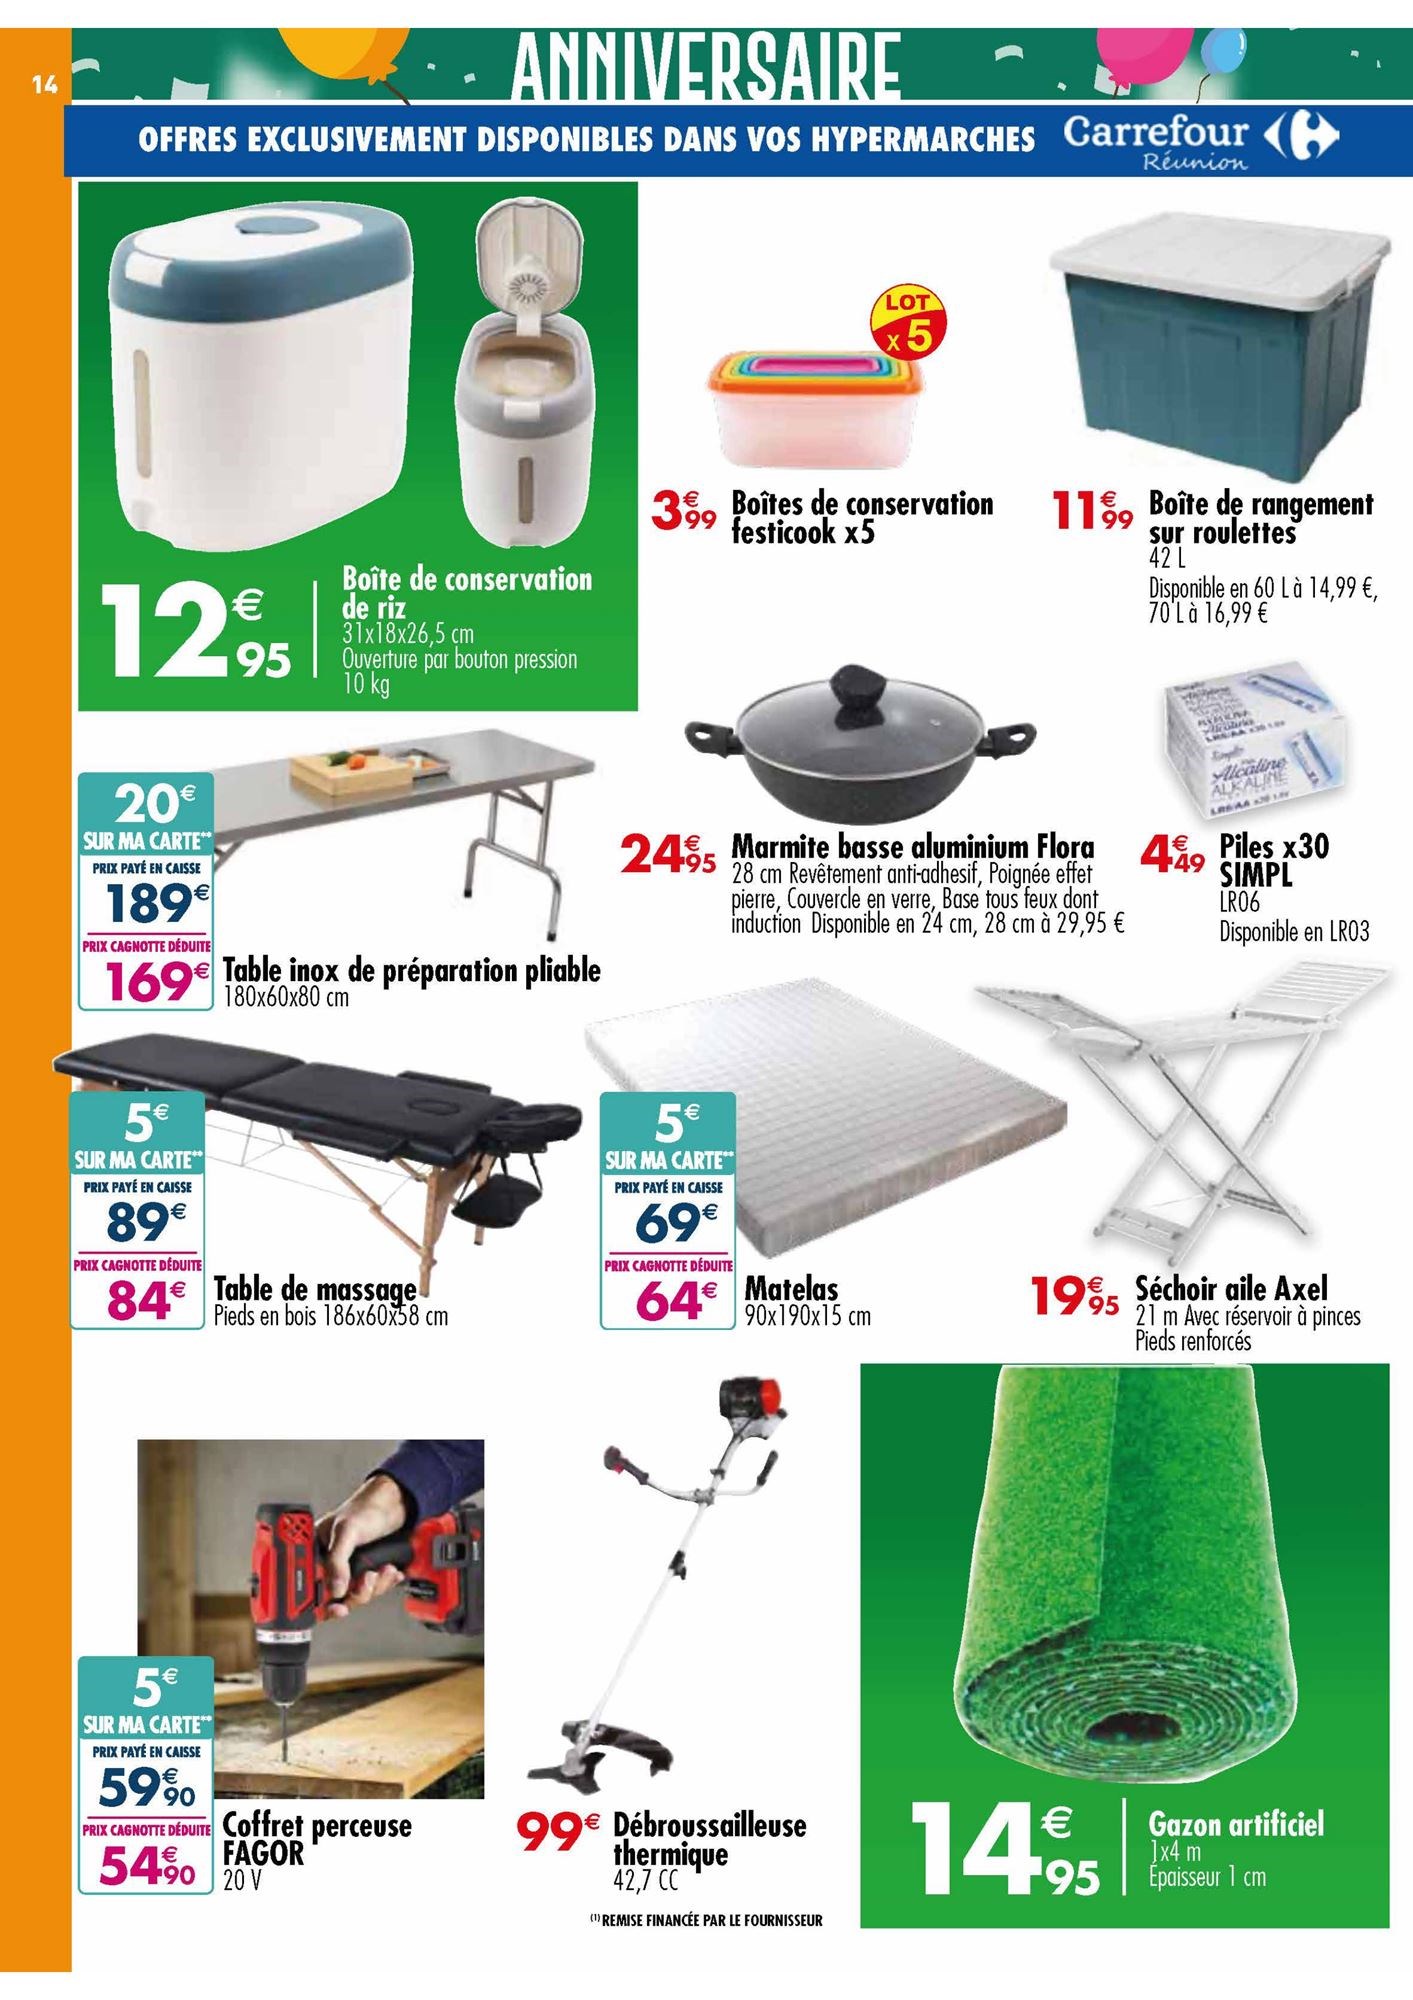 14
ANNIVERSAIRE
OFFRES EXCLUSIVEMENT DISPONIBLES DANS VOS HYPERMARCHES
Carrefour
Réunion
12€95
Boîte de conservation
de riz
31x18x26,5 cm
Ouverture par bouton pression
10 kg
LOT
x 5
3€99
Boîtes de conservation
festicook x5
11€99
Boîte de rangement
sur roulettes
42 L
Disponible en 60 L à 14,99 €,
70 L à 16,99 €
20€
SUR MA CARTE**
PRIX PAYÉ EN CAISSE
189€
PRIX CAGNOTTE DÉDUITE
169€
Table inox de préparation pliable
180x60x80 cm
24€95
Marmite basse aluminium Flora
28 cm Revêtement anti-adhesif, Poignée effet
pierre, Couvercle en verre, Base tous feux dont
induction Disponible en 24 cm, 28 cm à 29,95 €
Simpl
Alcaline
ALKALINE
LR6/AA x30 1.5V
4€49
Piles x30
SIMPL
LR06
Disponible en LR03
5€
SUR MA CARTE**
PRIX PAYÉ EN CAISSE
89€
PRIX CAGNOTTE DÉDUITE
84€
Table de massage
Pieds en bois 186x60x58 cm
5€
SUR MA CARTE**
PRIX PAYÉ EN CAISSE
69€
PRIX CAGNOTTE DÉDUITE
64€
Matelas
90x190x15 cm
19€95
Séchoir aile Axel
21 m Avec réservoir à pinces
Pieds renforcés
5€
SUR MA CARTE**
PRIX PAYÉ EN CAISSE
59€90
PRIX CAGNOTTE DÉDUITE
54€90
Coffret perceuse
FAGOR
20 V
99€
Débroussailleuse
thermique
42,7 CC
14€95
Gazon artificiel
1x4 m
Épaisseur 1 cm
(1) REMISE FINANCÉE PAR LE FOURNISSEUR